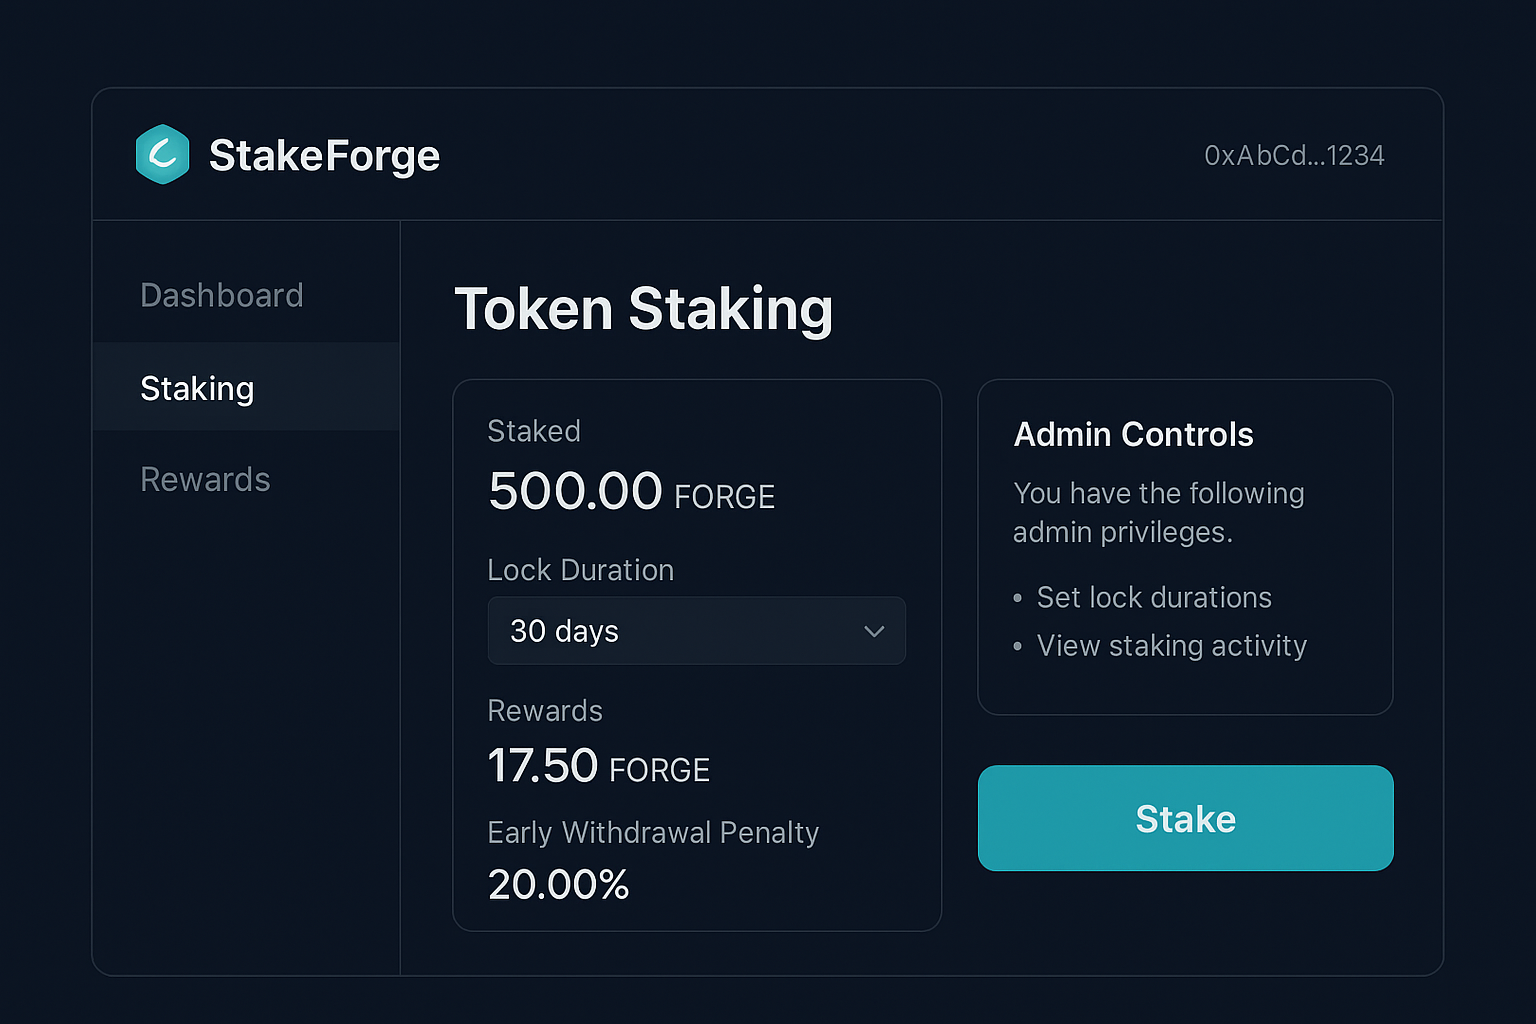 StakeForge
0xAbCd...1234
Dashboard
Staking
Rewards
Token Staking
Staked
500.00 FORGE
Lock Duration
30 days
Rewards
17.50 FORGE
Early Withdrawal Penalty
20.00%
Admin Controls
You have the following
admin privileges.
• Set lock durations
• View staking activity
Stake